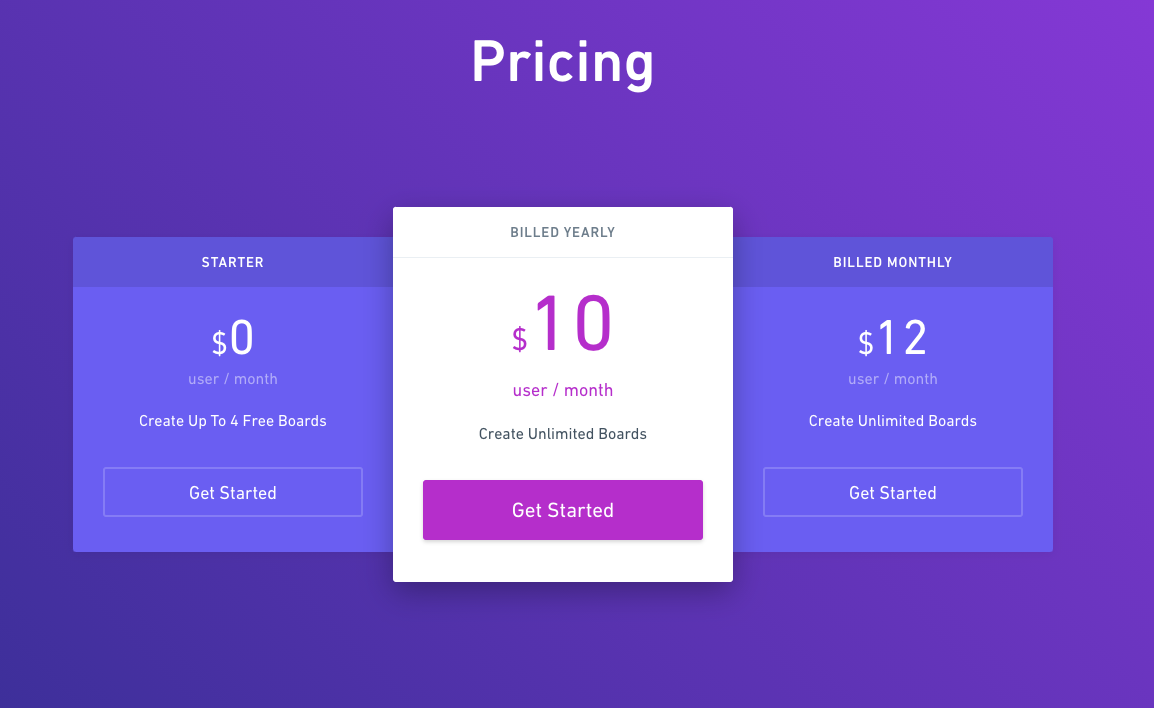 Pricing
STARTER
$0
user / month
Create Up To 4 Free Boards
Get Started
BILLED YEARLY
$10
user / month
Create Unlimited Boards
Get Started
BILLED MONTHLY
$12
user / month
Create Unlimited Boards
Get Started